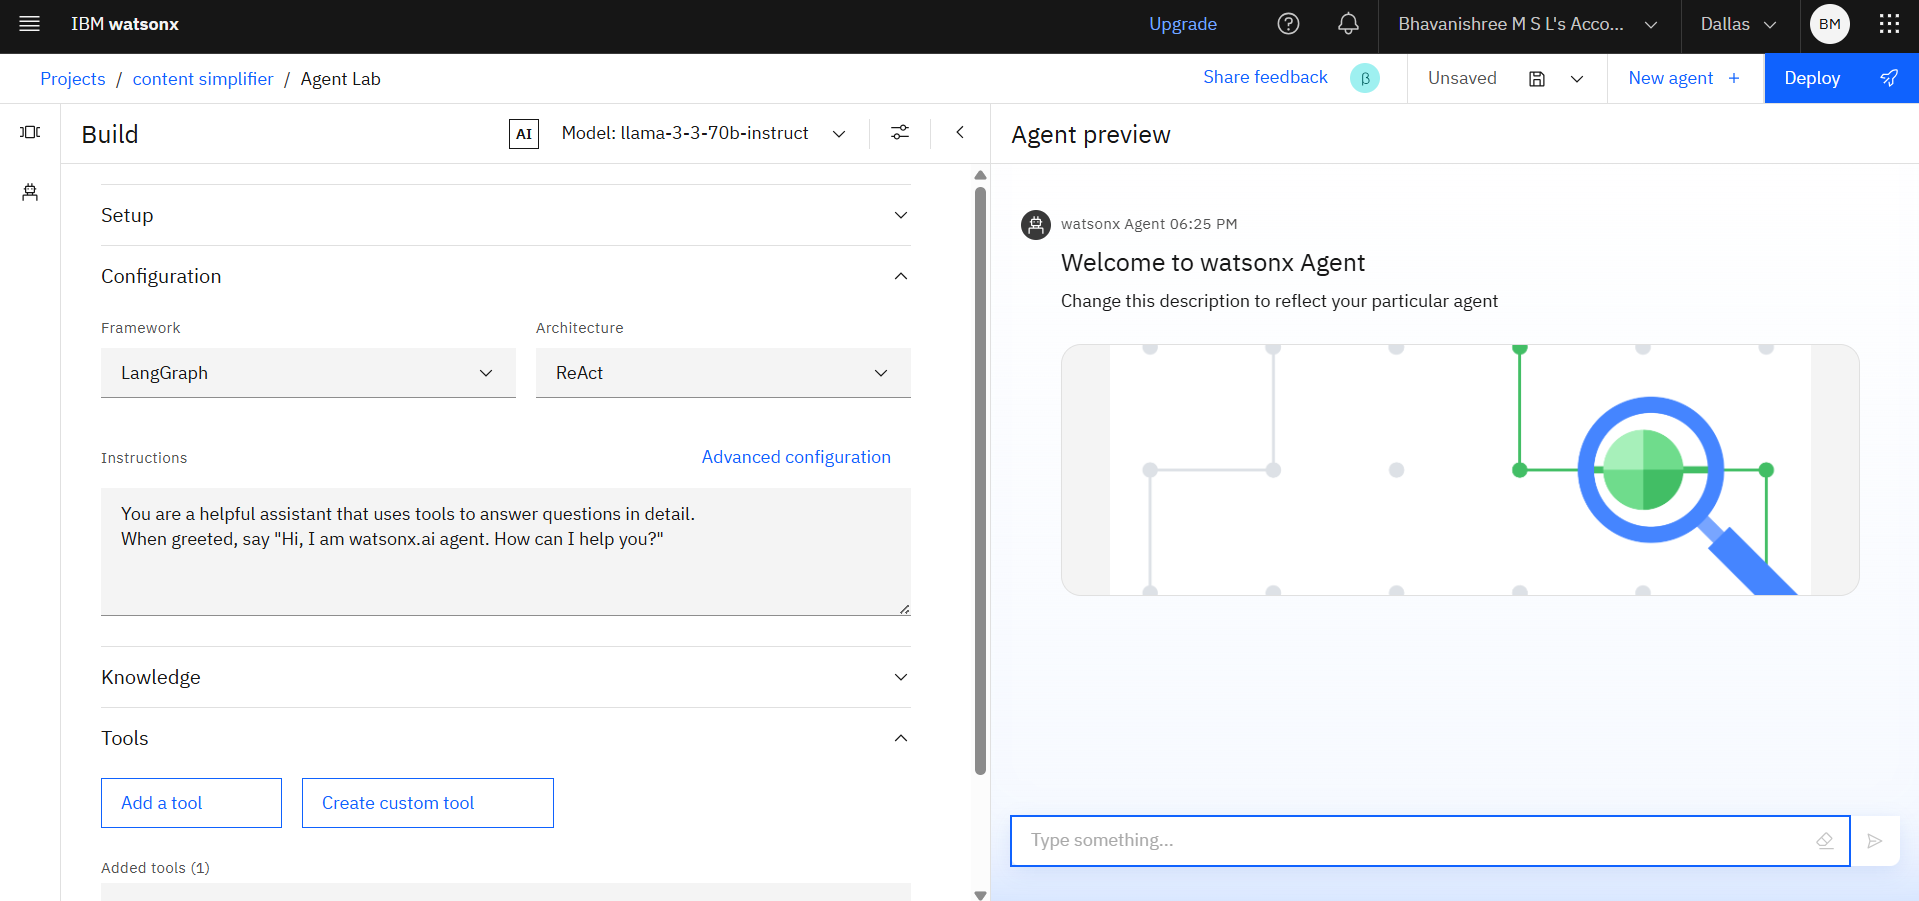 IBM watsonx
Upgrade
Bhavanishree M S L's Acco...
Dallas
BM
Projects / content simplifier / Agent Lab
Share feedback
β
Unsaved
New agent +
Deploy
Build
AI
Model: llama-3-3-70b-instruct
Setup
Configuration
Framework
Architecture
LangGraph
ReAct
Instructions
Advanced configuration
You are a helpful assistant that uses tools to answer questions in detail.
When greeted, say "Hi, I am watsonx.ai agent. How can I help you?"
Knowledge
Tools
Add a tool
Create custom tool
Added tools (1)
Agent preview
watsonx Agent 06:25 PM
Welcome to watsonx Agent
Change this description to reflect your particular agent
Type something...